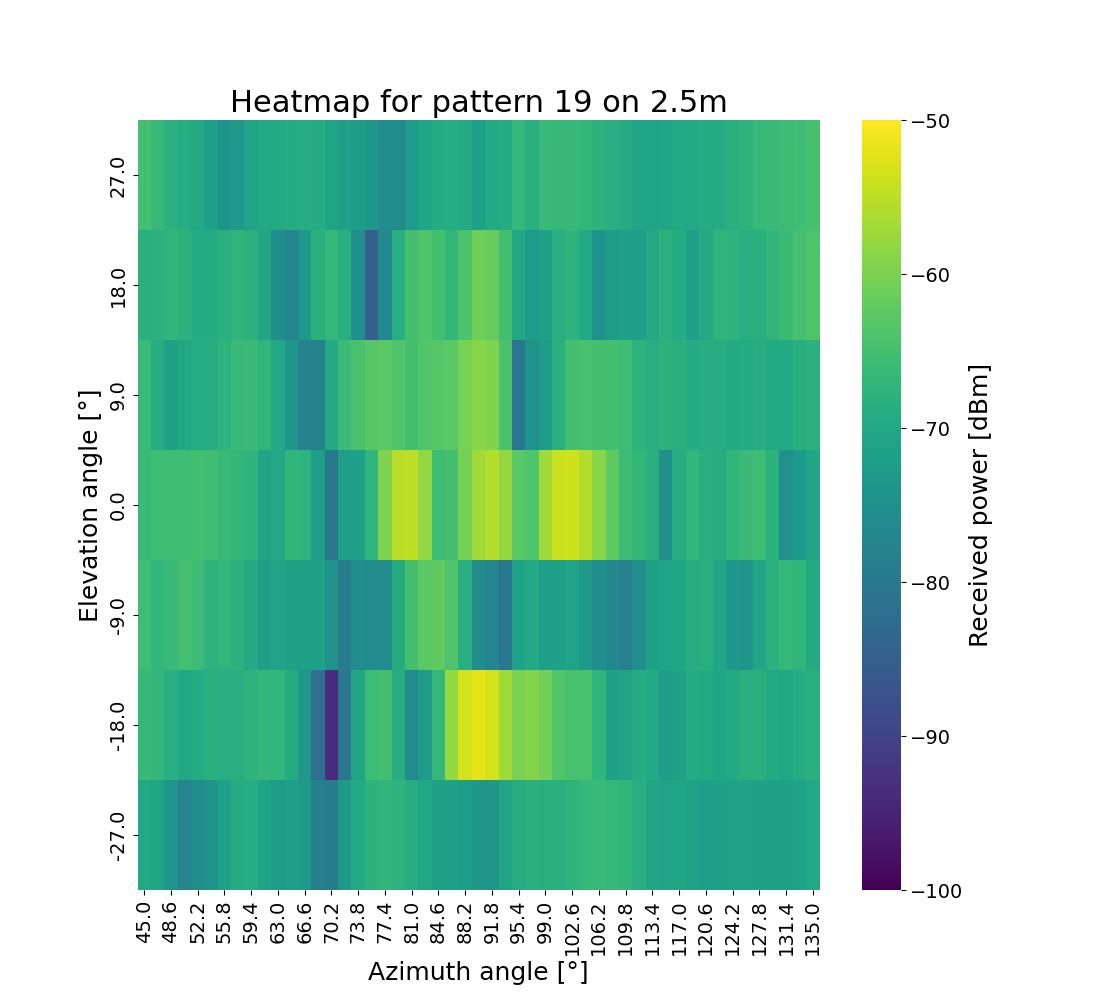 Heatmap for pattern 19 on 2.5m
Elevation angle [°]
27.0
18.0
9.0
0.0
-9.0
-18.0
-27.0
45.0 48.6 52.2 55.8 59.4 63.0 66.6 70.2 73.8 77.4 81.0 84.6 88.2 91.8 95.4 99.0 102.6 106.2 109.8 113.4 117.0 120.6 124.2 127.8 131.4 135.0
Azimuth angle [°]
−50
−60
−70
−80
−90
−100
Received power [dBm]